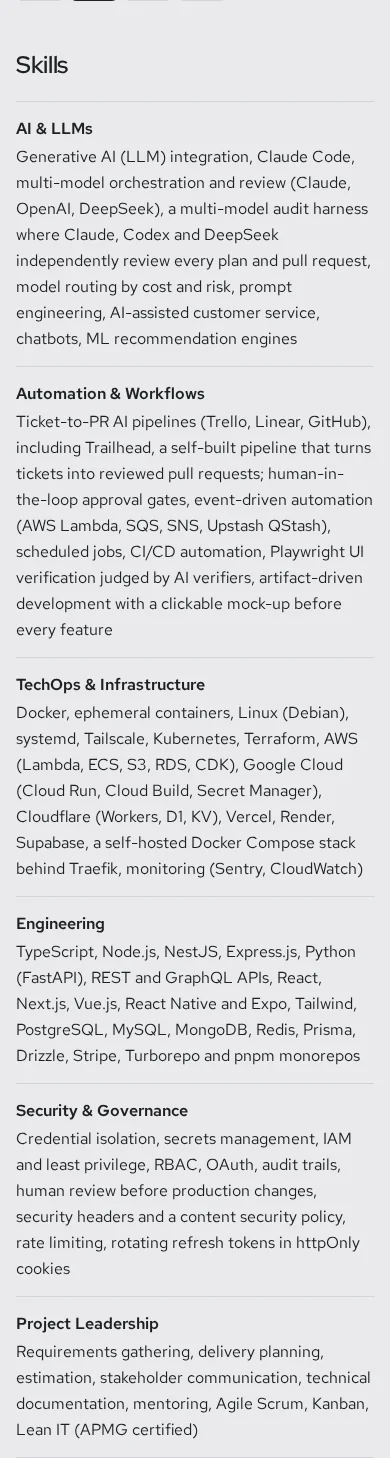 Skills
AI & LLMs
Generative AI (LLM) integration, Claude Code,
multi-model orchestration and review (Claude,
OpenAI, DeepSeek), a multi-model audit harness
where Claude, Codex and DeepSeek
independently review every plan and pull request,
model routing by cost and risk, prompt
engineering, AI-assisted customer service,
chatbots, ML recommendation engines
Automation & Workflows
Ticket-to-PR AI pipelines (Trello, Linear, GitHub),
including Trailhead, a self-built pipeline that turns
tickets into reviewed pull requests; human-in-
the-loop approval gates, event-driven automation
(AWS Lambda, SQS, SNS, Upstash QStash),
scheduled jobs, CI/CD automation, Playwright UI
verification judged by AI verifiers, artifact-driven
development with a clickable mock-up before
every feature
TechOps & Infrastructure
Docker, ephemeral containers, Linux (Debian),
systemd, Tailscale, Kubernetes, Terraform, AWS
(Lambda, ECS, S3, RDS, CDK), Google Cloud
(Cloud Run, Cloud Build, Secret Manager),
Cloudflare (Workers, D1, KV), Vercel, Render,
Supabase, a self-hosted Docker Compose stack
behind Traefik, monitoring (Sentry, CloudWatch)
Engineering
TypeScript, Node.js, NestJS, Express.js, Python
(FastAPI), REST and GraphQL APIs, React,
Next.js, Vue.js, React Native and Expo, Tailwind,
PostgreSQL, MySQL, MongoDB, Redis, Prisma,
Drizzle, Stripe, Turborepo and pnpm monorepos
Security & Governance
Credential isolation, secrets management, IAM
and least privilege, RBAC, OAuth, audit trails,
human review before production changes,
security headers and a content security policy,
rate limiting, rotating refresh tokens in httpOnly
cookies
Project Leadership
Requirements gathering, delivery planning,
estimation, stakeholder communication, technical
documentation, mentoring, Agile Scrum, Kanban,
Lean IT (APMG certified)